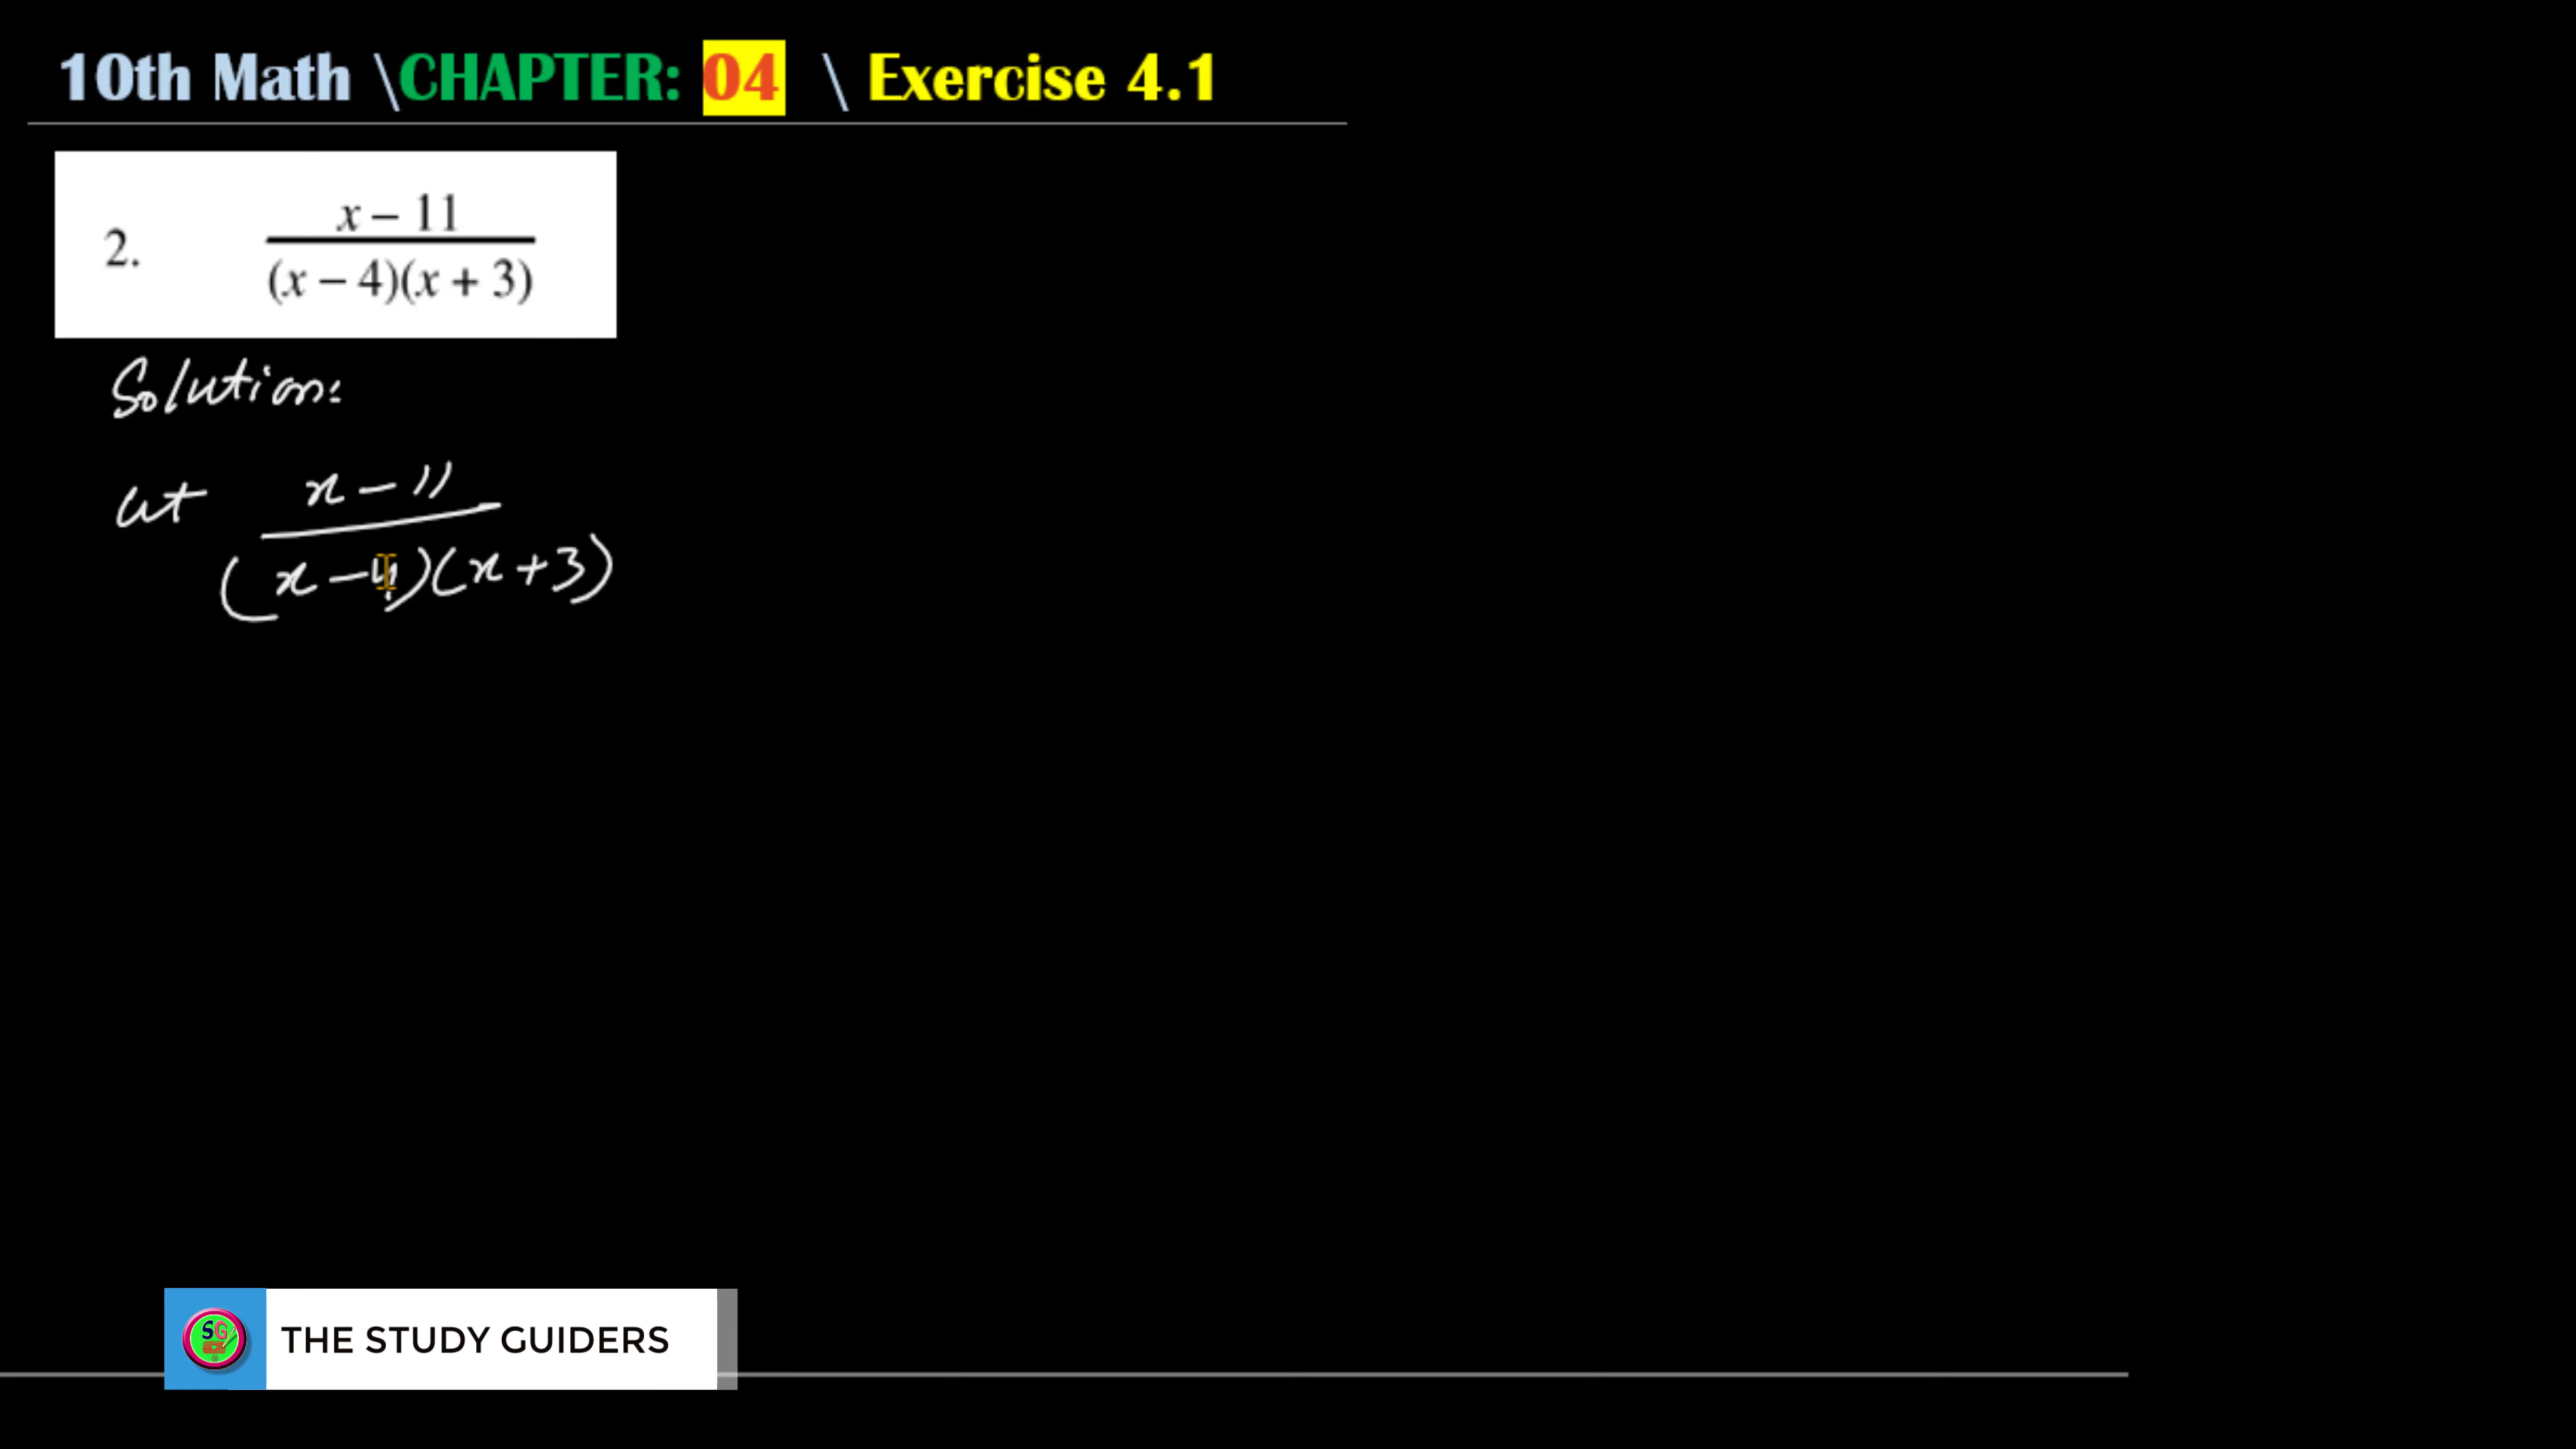 10th Math \CHAPTER: 04 \ Exercise 4.1
2.
x – 11
(x – 4)(x + 3)
Solution:
Let
x – 11
(x – 4)(x + 3)
SG
THE STUDY GUIDERS